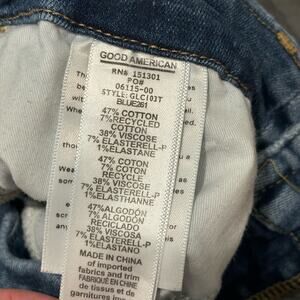 GOOD AMERICAN
RN# 151301
PO#
06115-00
STYLE: GLC103T
BLUE261
47% COTTON
7%RECYCLED
COTTON
38% VISCOSE
7% ELASTERELL-P
1%ELASTANE
47% COTON
7% COTON
RECYCLE
38% VISCOSE
7% ELASTERELL-P
1%ELASTHANNE
47%ALGODÓN
7% ALGODÓN
RECICLADO
38% VISCOSA
7% ELASTERELL-P
1%ELASTANO
MADE IN CHINA
of imported
fabrics and trim
FABRIQUÉ EN CHINE
de tissus et de
garnitures